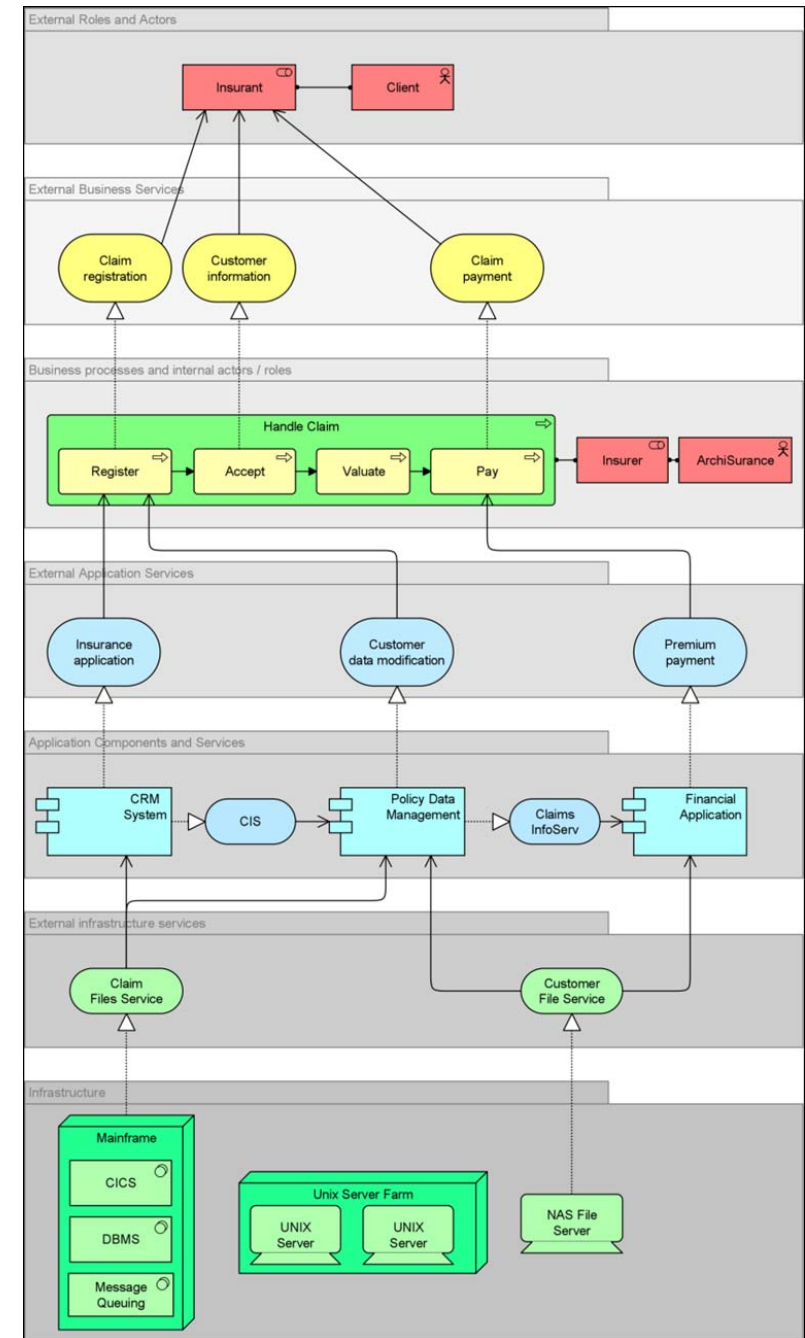 External Roles and Actors
Insurant
Client
External Business Services
Claim
registration
Customer
information
Claim
payment
Business processes and internal actors / roles
Handle Claim
Register
Accept
Valuate
Pay
Insurer
ArchiSurance
External Application Services
Insurance
application
Customer
data modification
Premium
payment
Application Components and Services
CRM
System
CIS
Policy Data
Management
Claims
InfoServ
Financial
Application
External infrastructure services
Claim
Files Service
Customer
File Service
Infrastructure
Mainframe
CICS
DBMS
Message
Queuing
Unix Server Farm
UNIX
Server
UNIX
Server
NAS File
Server